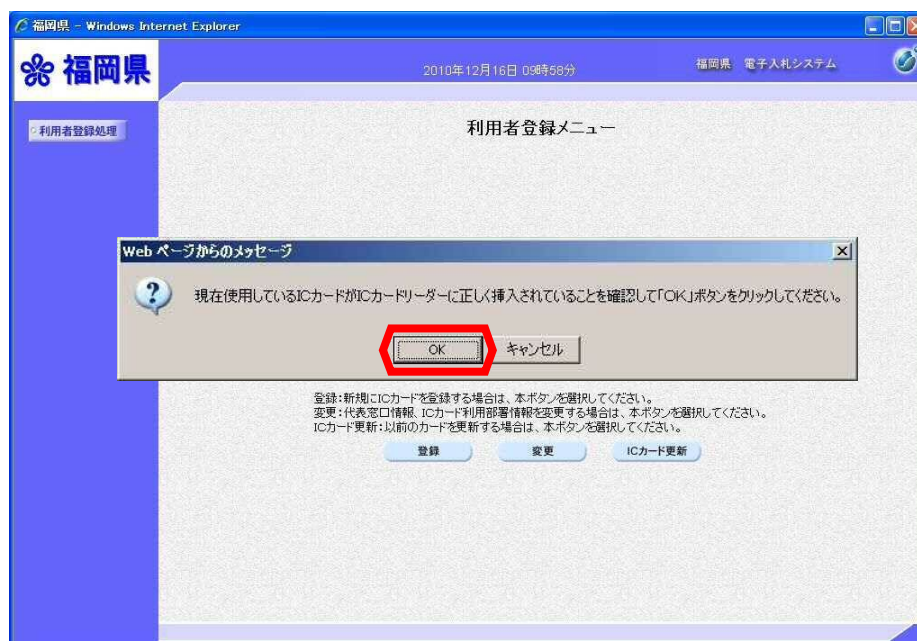 福岡県 - Windows Internet Explorer
福岡県
2010年12月16日 09時58分
福岡県 電子入札システム
利用者登録処理
利用者登録メニュー
Web ページからのメッセージ
現在使用しているICカードがICカードリーダーに正しく挿入されていることを確認して「OK」ボタンをクリックしてください。
OK
キャンセル
登録：新規にICカードを登録する場合は、本ボタンを選択してください。
変更：代表窓口情報、ICカード利用部署情報を変更する場合は、本ボタンを選択してください。
ICカード更新：以前のカードを更新する場合は、本ボタンを選択してください。
登録
変更
ICカード更新